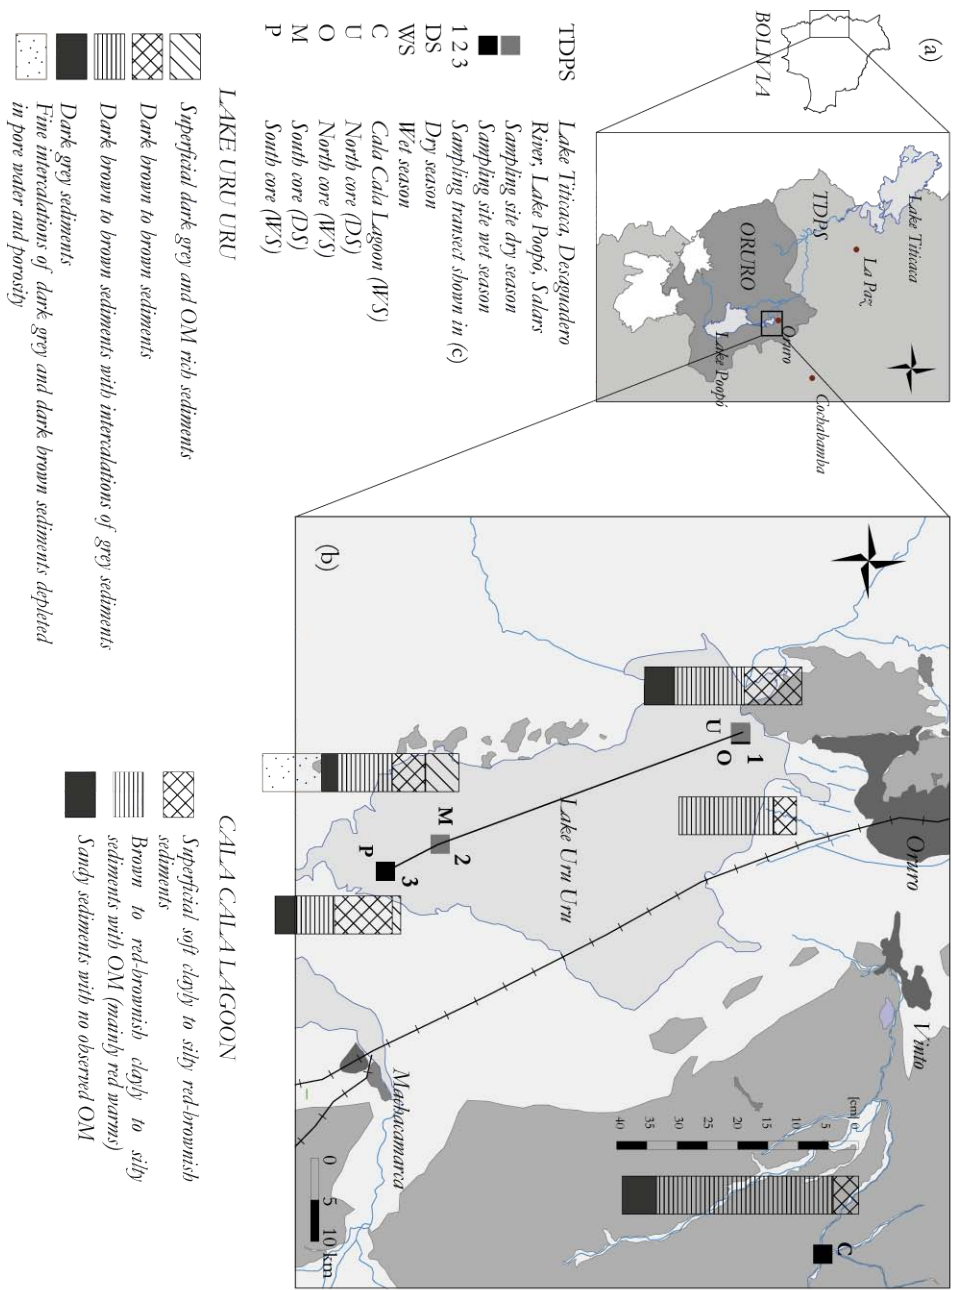 (a)
BOLIVIA
Lake Titicaca
La Paz
TDPS
Cochabamba
Oruro
ORURO
Lake Poopó
TDPS Lake Titicaca, Desaguadero
River, Lake Poopó, Salars
Sampling site dry season
Sampling site wet season
1 2 3 Sampling transect shown in (c)
DS Dry season
WS Wet season
C Cala Cala Lagoon (WS)
U North core (DS)
O North core (WS)
M South core (DS)
P South core (WS)
LAKE URU URU
Superficial dark grey and OM rich sediments
Dark brown to brown sediments
Dark brown to brown sediments with intercalations of grey sediments
Dark grey sediments
Fine intercalations of dark grey and dark brown sediments depleted
in pore water and porosity
(b)
Oruro
Vinto
1
U
O
Lake Uru Uru
M
2
P
3
Machacamarca
C
[cm] 0
5
10
15
20
25
30
35
40
0 5 10 km
CALA CALA LAGOON
Superficial soft clayly to silty red-brownish
sediments
Brown to red-brownish clayly to silty
sediments with OM (mainly red warms)
Sandy sediments with no observed OM